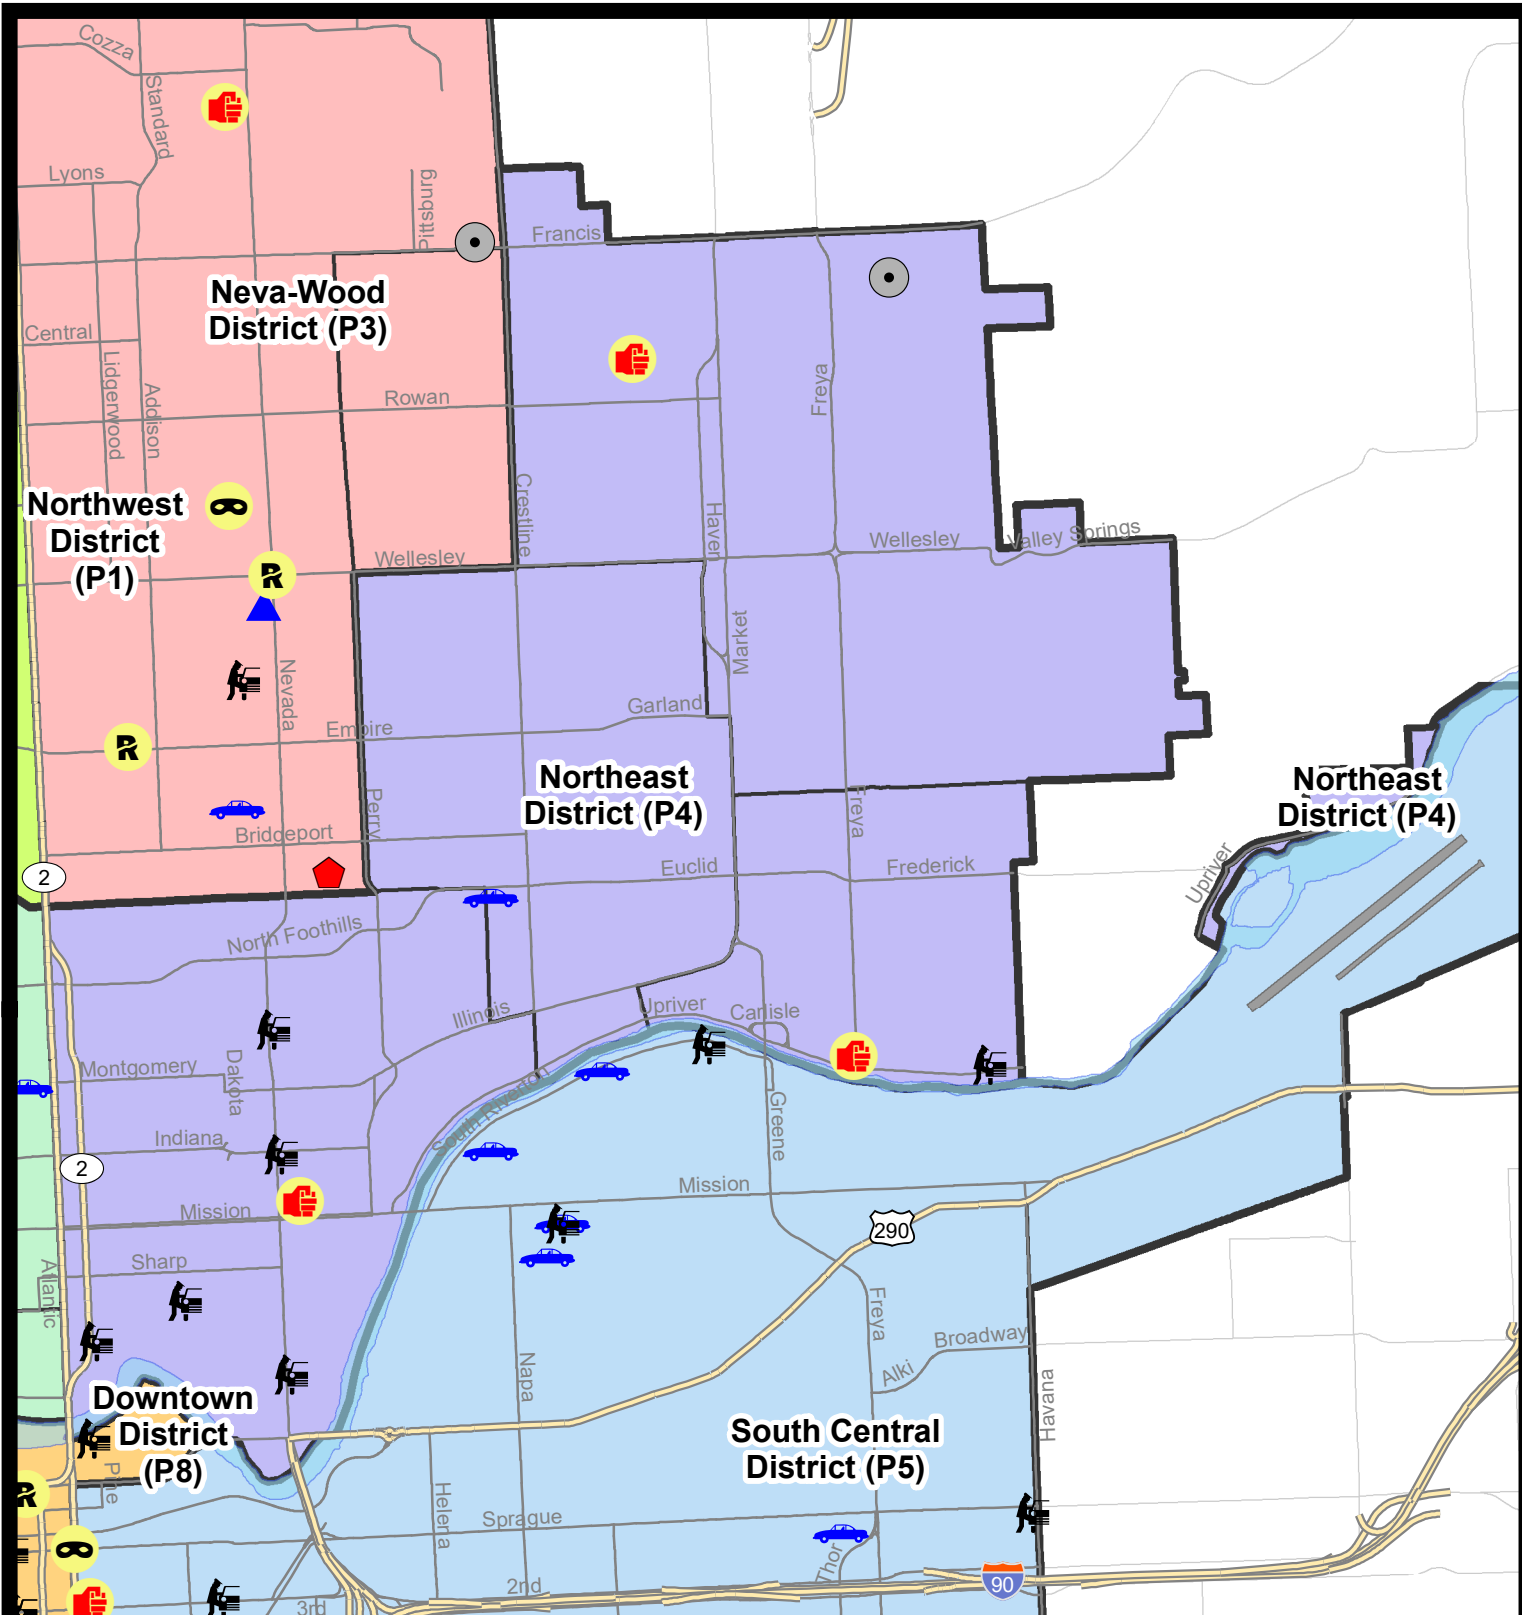 Cozza
Standard
Lyons
Pittsburg
Francis
Neva-Wood
District (P3)
Central
Lidgerwood
Addison
Rowan
Freya
Crestline
Haven
Northwest
District
(P1)
R
Wellesley
Wellesley
Valley Springs
Market
Nevada
Garland
Empire
R
Northeast
District (P4)
Northeast
District (P4)
Perry
Freya
Bridgeport
2
Euclid
Frederick
Upriver
North Foothills
Illinois
Upriver
Carlisle
Montgomery
Dakota
South Riverton
Greene
Indiana
2
Mission
Mission
290
Sharp
Atlantic
Freya
Broadway
Alki
Napa
Havana
Downtown
District
(P8)
South Central
District (P5)
Pine
R
Helena
Sprague
Thor
2nd
90
3rd